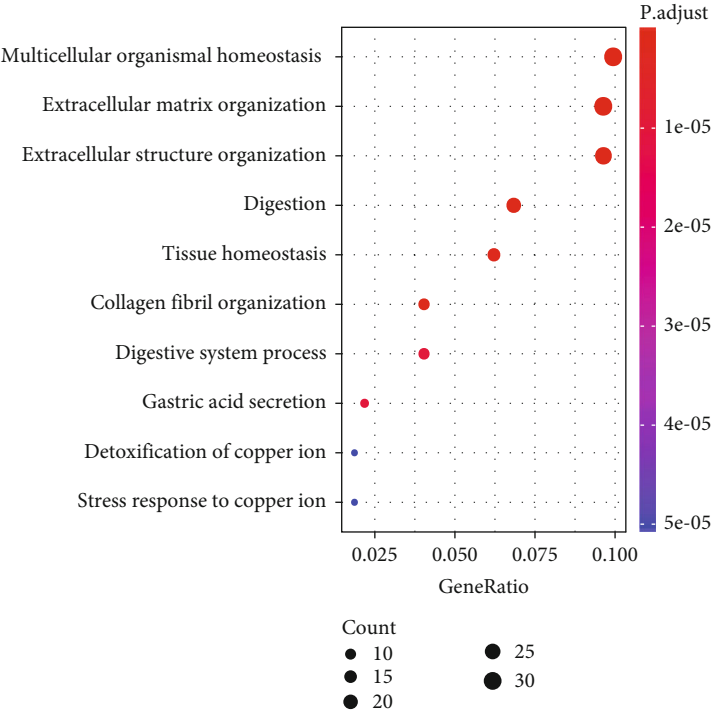 P.adjust
Multicellular organismal homeostasis
Extracellular matrix organization
Extracellular structure organization
Digestion
Tissue homeostasis
Collagen fibril organization
Digestive system process
Gastric acid secretion
Detoxification of copper ion
Stress response to copper ion
1e-05
2e-05
3e-05
4e-05
5e-05
0.025 0.050 0.075 0.100
GeneRatio
Count
10 25
15 30
20